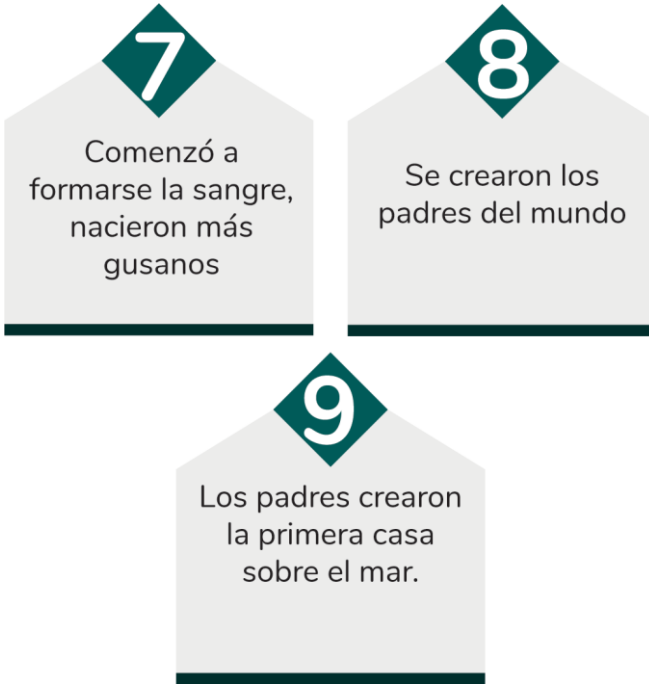 7
Comenzó a
formarse la sangre,
nacieron más
gusanos
8
Se crearon los
padres del mundo
9
Los padres crearon
la primera casa
sobre el mar.